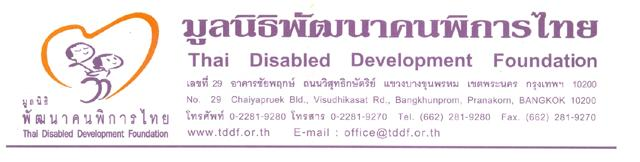 มูลนิธิพัฒนาคนพิการไทย
Thai Disabled Development Foundation
เลขที่ 29 อาคารชัยพฤกษ์ ถนนวิสุทธิกษัตริย์ แขวงบางขุนพรหม เขตพระนคร กรุงเทพฯ 10200
No. 29 Chaiyapruek Bld., Visudhikasat Rd., Bangkhunprom, Pranakorn, BANGKOK 10200
โทรศัพท์ 0-2281-9280 โทรสาร 0-2281-9270 Tel. (662) 281-9280 Fax. (662) 281-9270
www.tddf.or.th E-mail : office@tddf.or.th
มูลนิธิ
พัฒนาคนพิการไทย
Thai Disabled Development Foundation